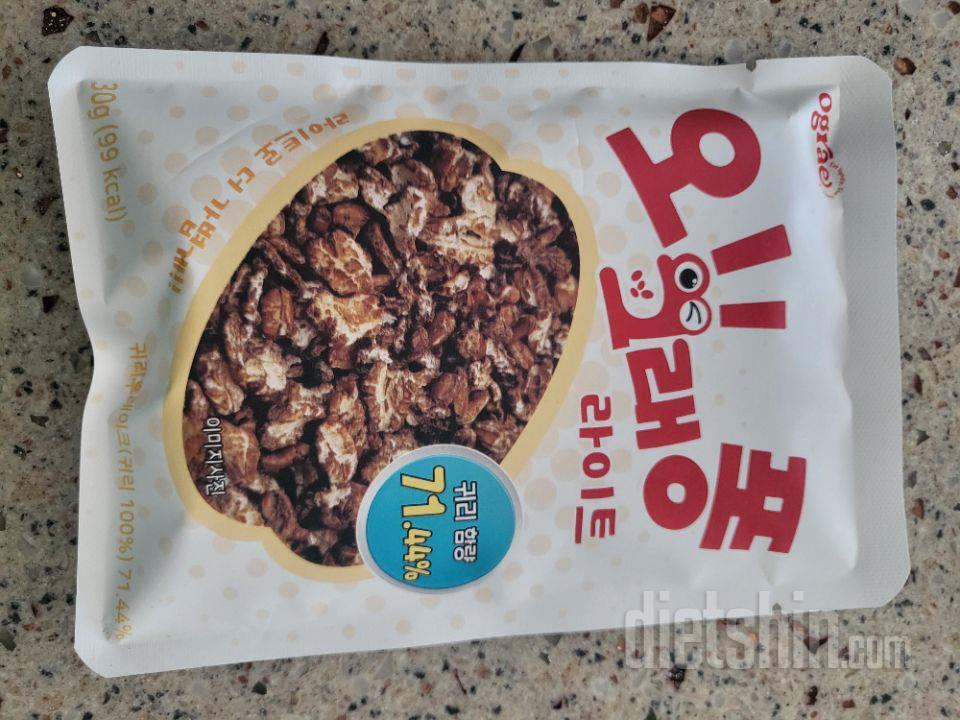 Ograe
오!그랭퐁
라이트
귀리 함량
71.44%
이미지사진
30g (99 kcal)
귀리후레이크(귀리 100%) 71.44%
dietshin.com